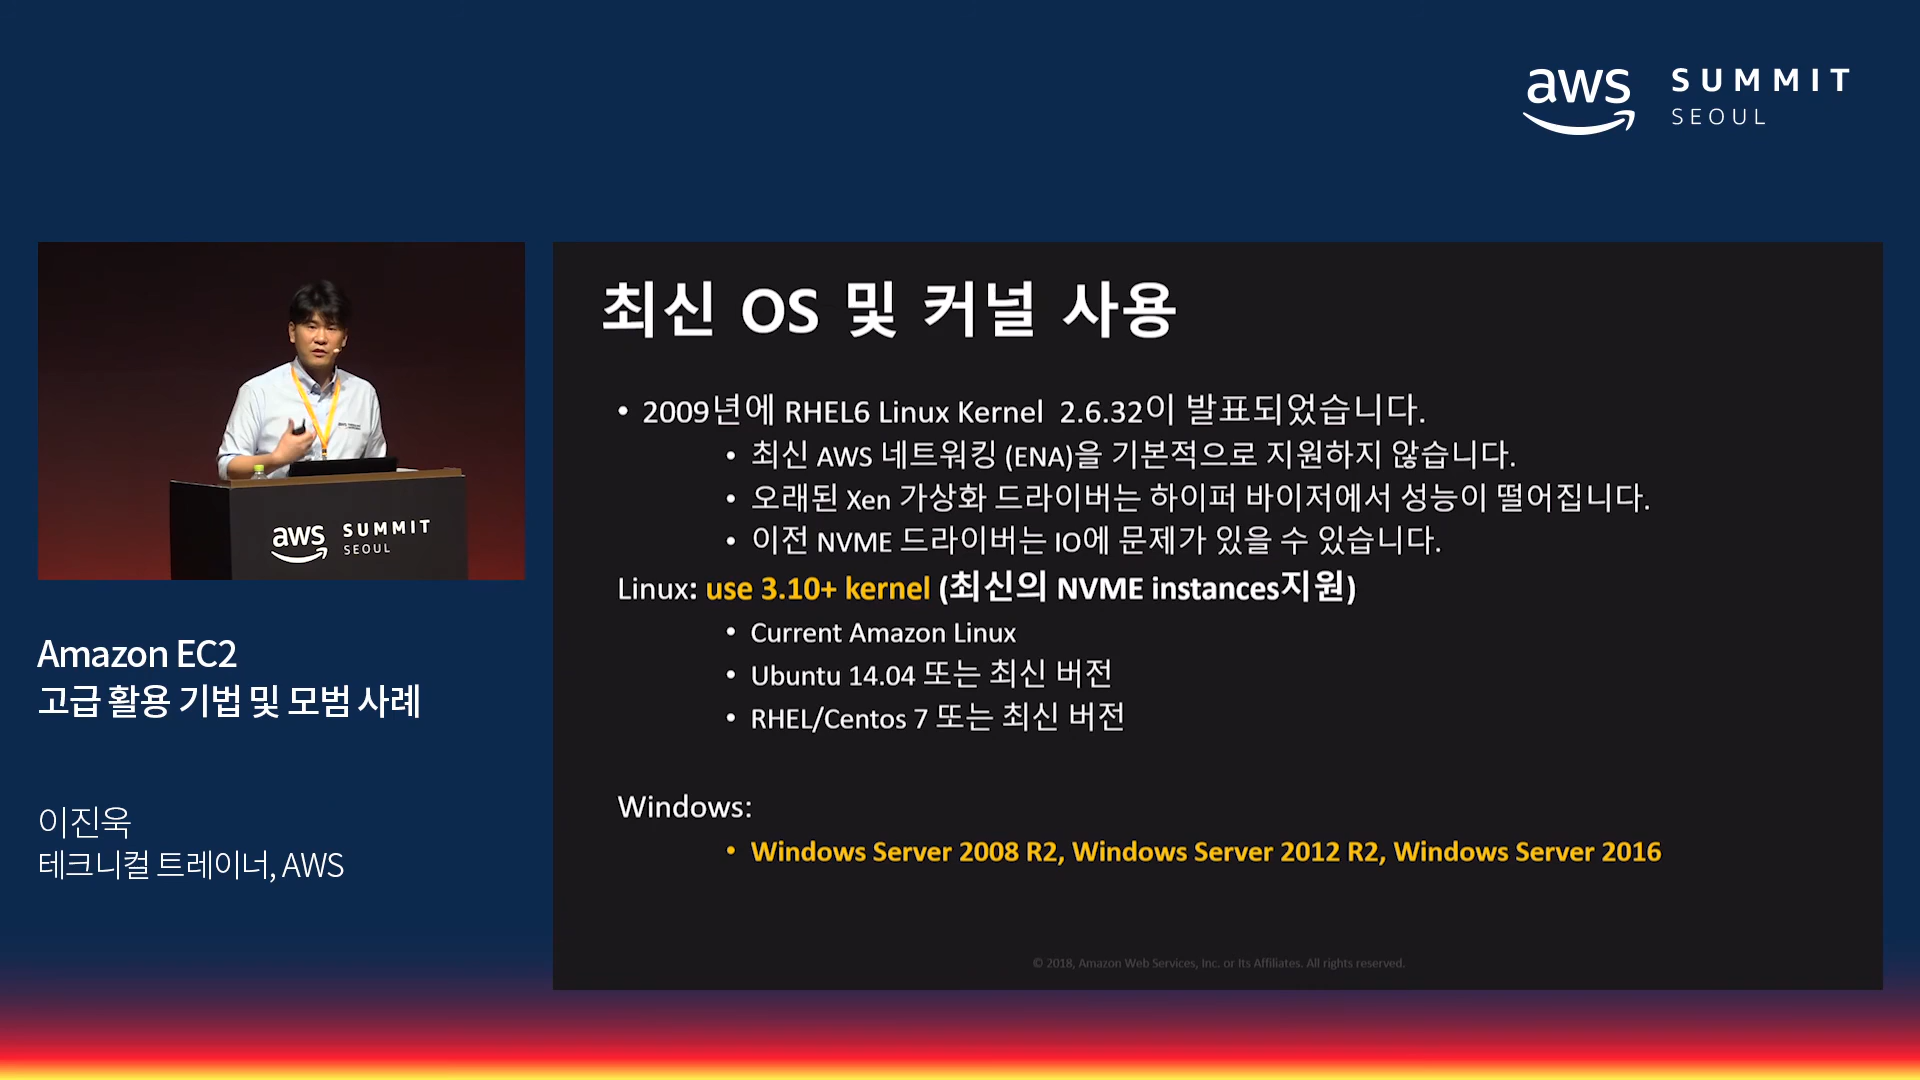 aws SUMMIT
SEOUL
aws SUMMIT
SEOUL
Amazon EC2
고급 활용 기법 및 모범 사례
이진욱
테크니컬 트레이너, AWS
최신 OS 및 커널 사용
• 2009년에 RHEL6 Linux Kernel 2.6.32이 발표되었습니다.
• 최신 AWS 네트워킹 (ENA)을 기본적으로 지원하지 않습니다.
• 오래된 Xen 가상화 드라이버는 하이퍼 바이저에서 성능이 떨어집니다.
• 이전 NVME 드라이버는 IO에 문제가 있을 수 있습니다.
Linux: use 3.10+ kernel (최신의 NVME instances지원)
• Current Amazon Linux
• Ubuntu 14.04 또는 최신 버전
• RHEL/Centos 7 또는 최신 버전
Windows:
• Windows Server 2008 R2, Windows Server 2012 R2, Windows Server 2016
© 2018, Amazon Web Services, Inc. or Its Affiliates. All rights reserved.